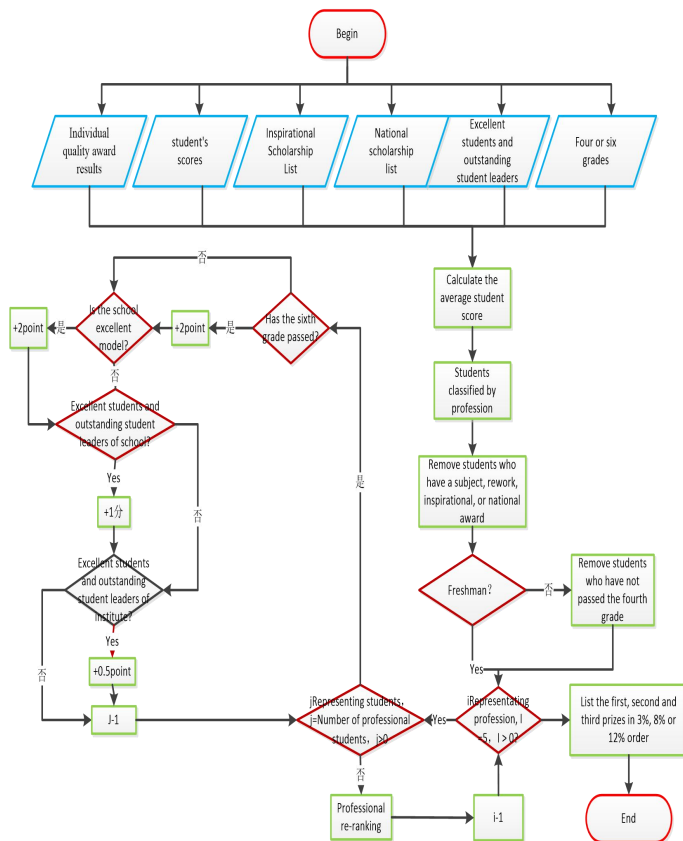 Begin
Individual
quality award
results
student's
scores
Inspirational
Scholarship
List
National
scholarship
list
Excellent
students and
outstanding
student leaders
Four or six
grades
否
Calculate the
average student
score
Is the school
excellent
model?
是
+2point
+2point
是
Has the sixth
grade passed?
否
Students
classified by
profession
Excellent students and
outstanding student
leaders of school?
Yes
否
Remove students who
have a subject, rework,
inspirational, or national
award
是
+1分
Excellent students
and outstanding
student leaders of
institute?
Freshman？
否
Remove students
who have not
passed the fourth
grade
Yes
否
+0.5point
Yes
J-1
jRepresenting students，
j=Number of professional
students，j>0
Yes
iRepresentating
profession, I
=5，I > 0?
List the first, second and
third prizes in 3%, 8% or
12% order
否
Professional
re-ranking
i-1
End